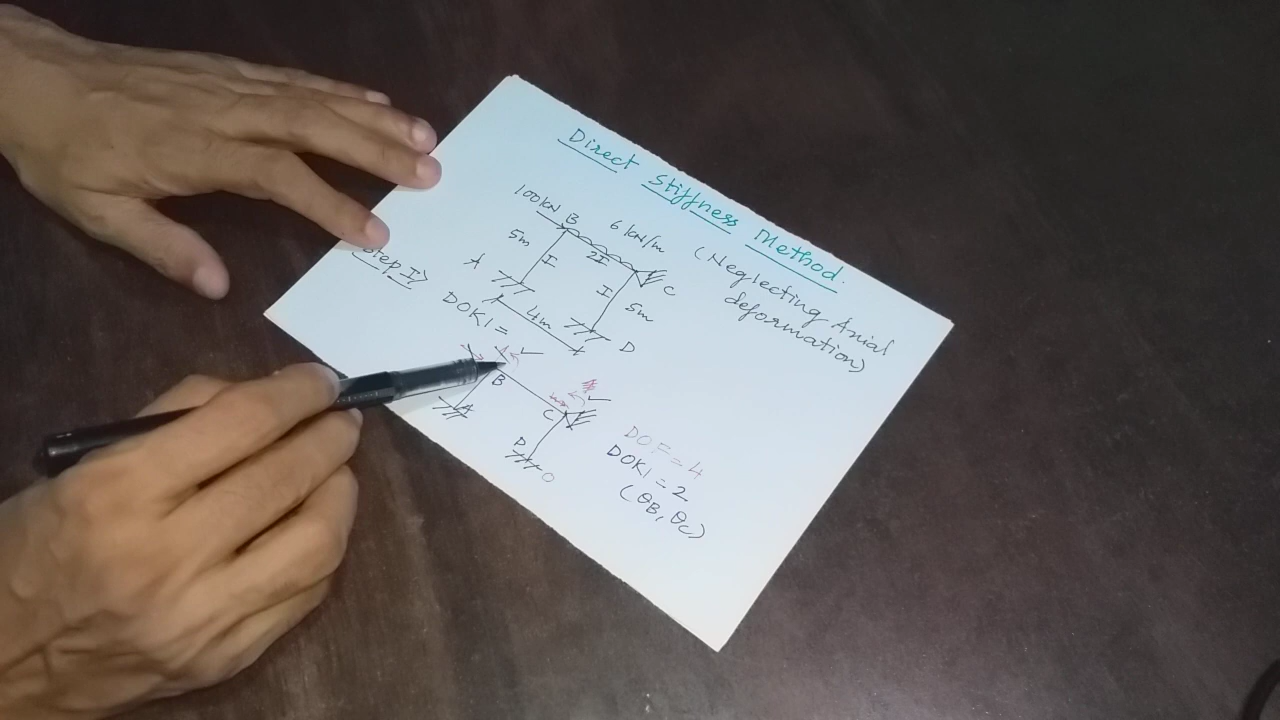 Direct Stiffness Method.
(Neglecting Axial
deformation)
100kN B 6 kN/m
5m I 2I
A C
I 5m
4m D
Step I>
DOKI =
B
A C
D
DOF = 4
DOKI = 2
(θB, θC)